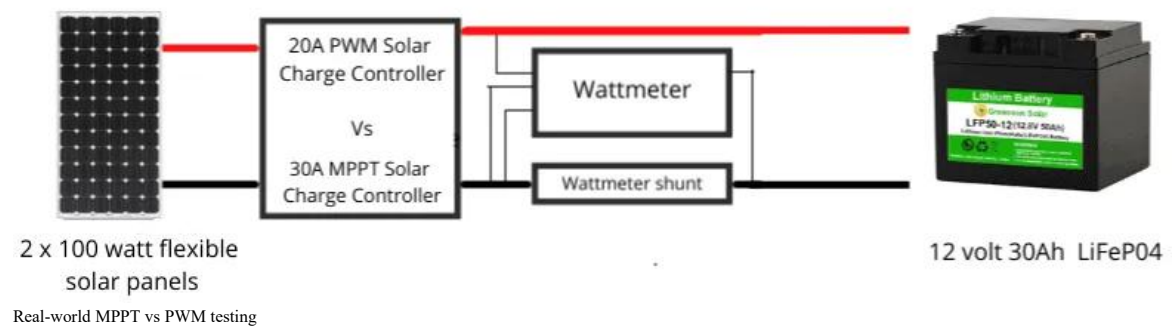 20A PWM Solar
Charge Controller
Vs
30A MPPT Solar
Charge Controller
Wattmeter
Wattmeter shunt
Lithium Battery
Greensun Solar
LFP50-12(12.8V 50Ah)
2 x 100 watt flexible
solar panels
12 volt 30Ah LiFeP04
Real-world MPPT vs PWM testing